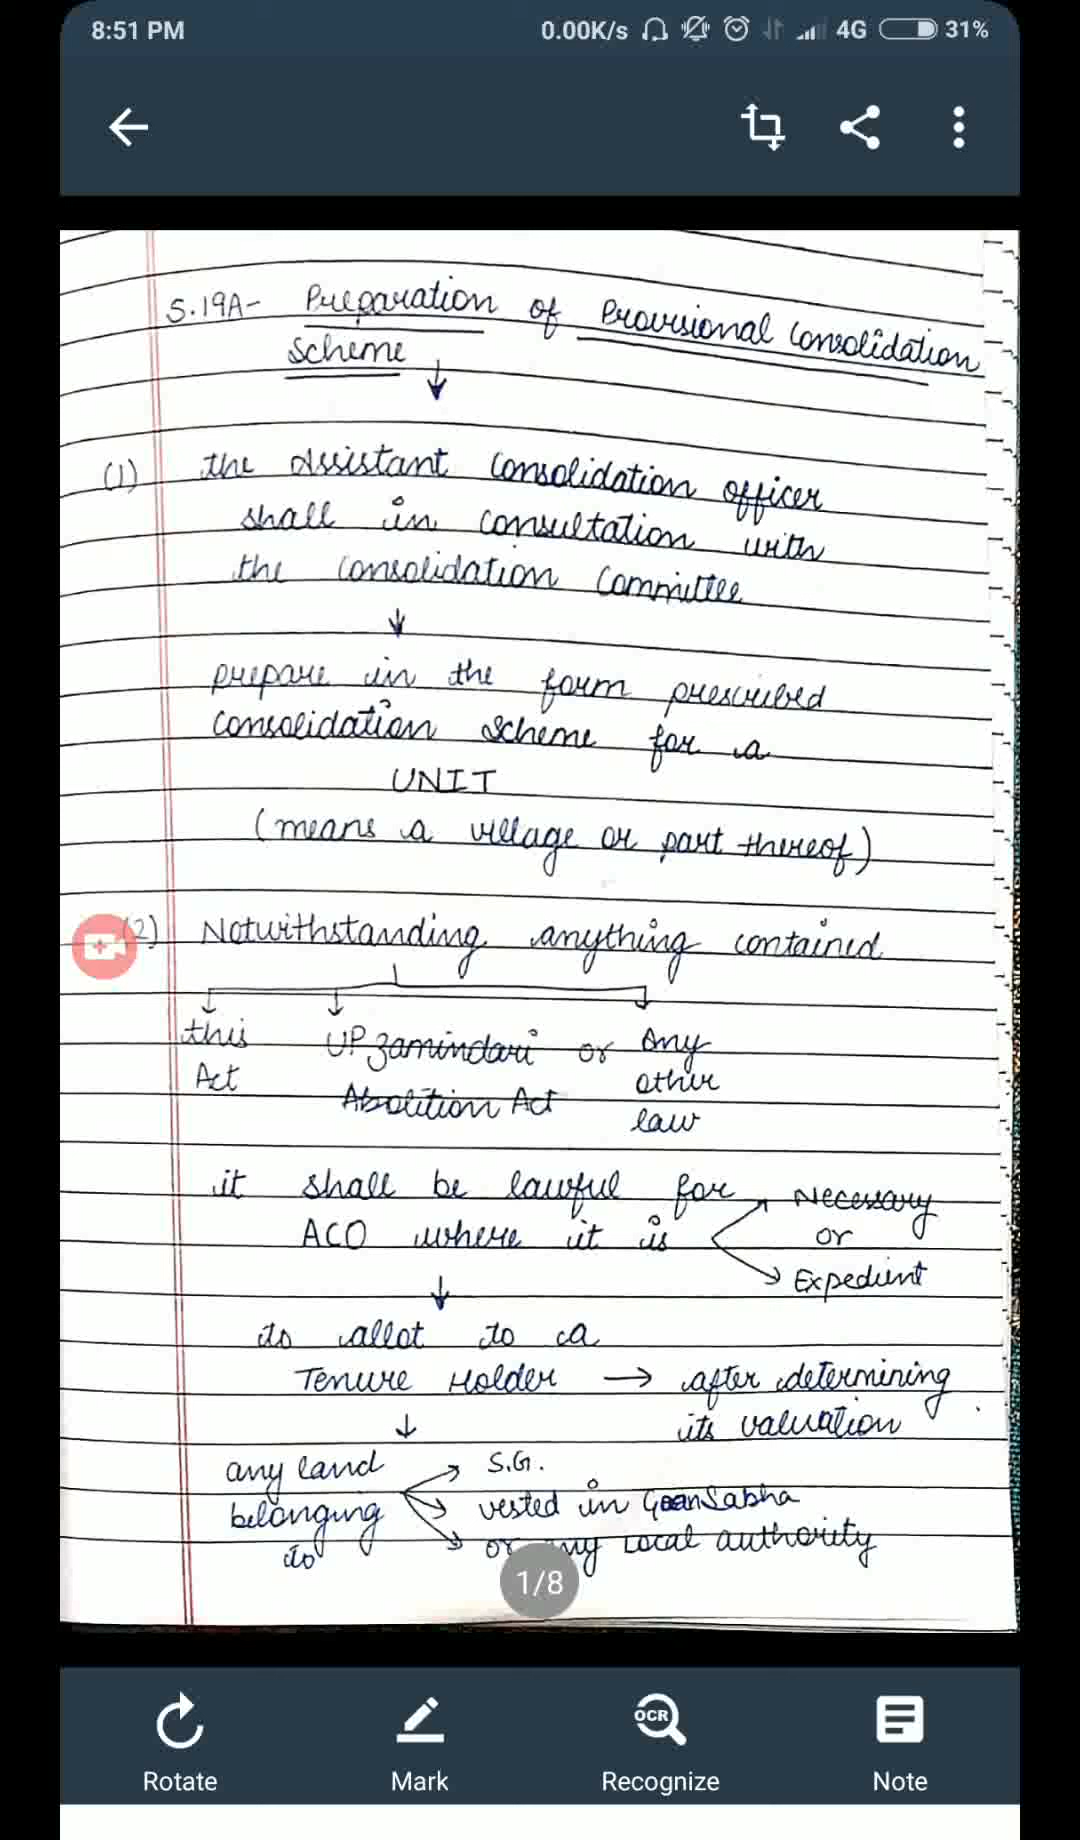 8:51 PM 0.00K/s 4G 31%
S.19A- Preparation of Provisional Consolidation
Scheme
(1) the Assistant Consolidation officer
shall in consultation with
the Consolidation Committee
prepare in the form prescribed
consolidation scheme for a
UNIT
(means a village or part thereof)
(2) Notwithstanding anything contained
this UP Zamindari or Any
Act Abolition Act other
law
it shall be lawful for Necessary
ACO where it is or
Expedient
to allot to a
Tenure Holder → after determining
its valuation
any land S.G.
belonging vested in GaonSabha
to or any Local authority
1/8
Rotate Mark OCR Recognize Note